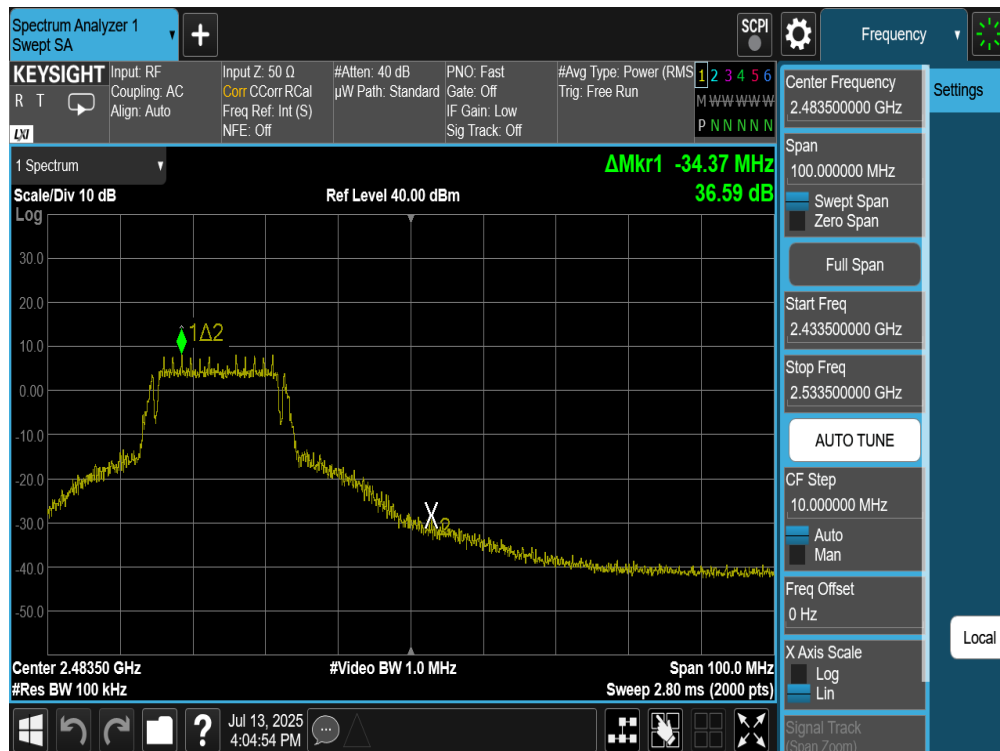 Spectrum Analyzer 1
Swept SA
+
SCPI
Frequency
KEYSIGHT
R T
LXI
Input: RF
Coupling: AC
Align: Auto
Input Z: 50 Ω
Corr CCorr RCal
Freq Ref: Int (S)
NFE: Off
#Atten: 40 dB
µW Path: Standard
PNO: Fast
Gate: Off
IF Gain: Low
Sig Track: Off
#Avg Type: Power (RMS
Trig: Free Run
1 2 3 4 5 6
M W W W W W
P N N N N N
1 Spectrum
ΔMkr1 -34.37 MHz
36.59 dB
Scale/Div 10 dB
Ref Level 40.00 dBm
Log
30.0
20.0
10.0
0.00
-10.0
-20.0
-30.0
-40.0
-50.0
1Δ2
X2
Center 2.48350 GHz
#Video BW 1.0 MHz
Span 100.0 MHz
#Res BW 100 kHz
Sweep 2.80 ms (2000 pts)
?
Jul 13, 2025
4:04:54 PM
Center Frequency
2.483500000 GHz
Span
100.000000 MHz
Swept Span
Zero Span
Full Span
Start Freq
2.433500000 GHz
Stop Freq
2.533500000 GHz
AUTO TUNE
CF Step
10.000000 MHz
Auto
Man
Freq Offset
0 Hz
X Axis Scale
Log
Lin
Signal Track
(Span Zoom)
Settings
Local